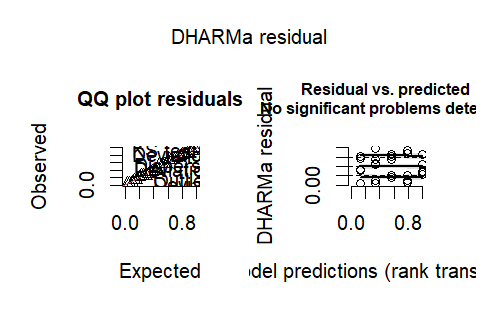 DHARMa residual
QQ plot residuals
Observed
0.0
0.0 0.8
Expected
Residual vs. predicted
No significant problems dete
DHARMa residual
0.00
0.0 0.8
del predictions (rank trans